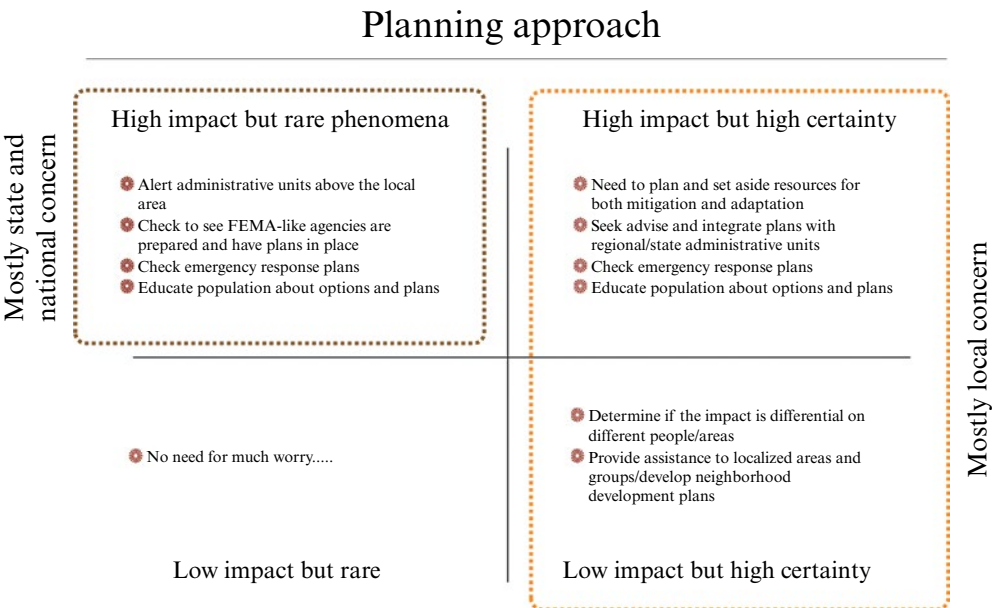 Planning approach
Mostly state and
national concern
High impact but rare phenomena
Alert administrative units above the local
area
Check to see FEMA-like agencies are
prepared and have plans in place
Check emergency response plans
Educate population about options and plans
High impact but high certainty
Need to plan and set aside resources for
both mitigation and adaptation
Seek advise and integrate plans with
regional/state administrative units
Check emergency response plans
Educate population about options and plans
Mostly local concern
No need for much worry.....
Low impact but rare
Determine if the impact is differential on
different people/areas
Provide assistance to localized areas and
groups/develop neighborhood
development plans
Low impact but high certainty